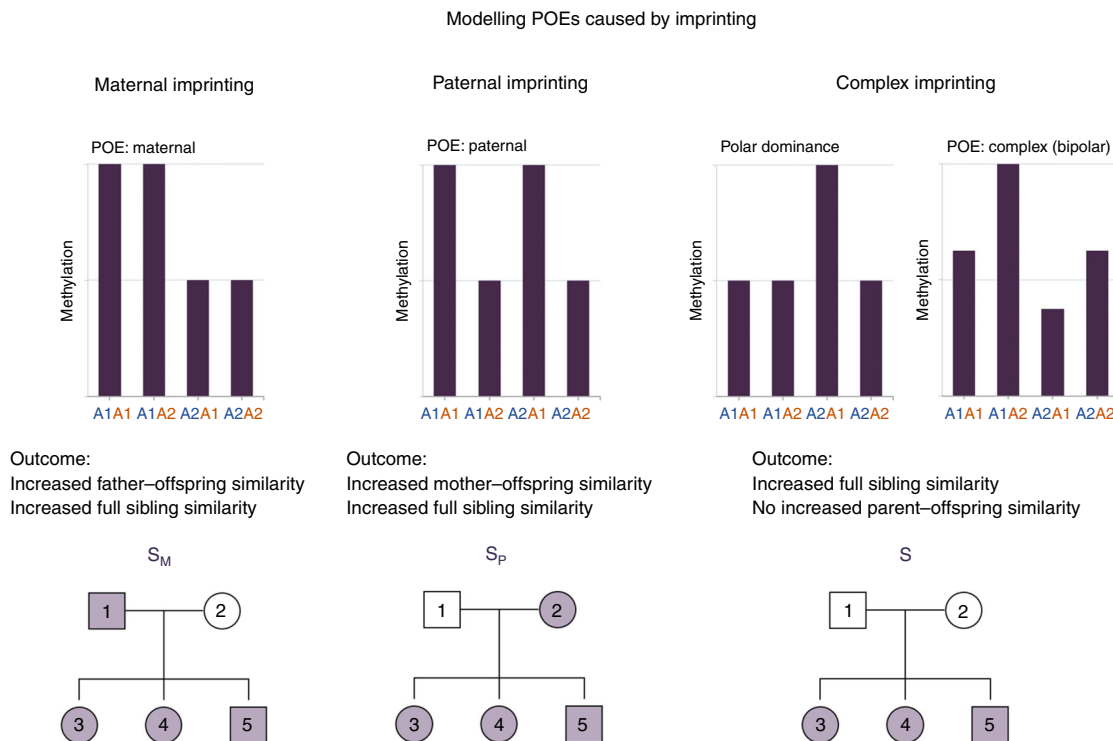 Modelling POEs caused by imprinting
Maternal imprinting
Paternal imprinting
Complex imprinting
POE: maternal
POE: paternal
Polar dominance
POE: complex (bipolar)
Methylation
Methylation
Methylation
Methylation
A1A1 A1A2 A2A1 A2A2
A1A1 A1A2 A2A1 A2A2
A1A1 A1A2 A2A1 A2A2
A1A1 A1A2 A2A1 A2A2
Outcome:
Increased father–offspring similarity
Increased full sibling similarity
Outcome:
Increased mother–offspring similarity
Increased full sibling similarity
Outcome:
Increased full sibling similarity
No increased parent–offspring similarity
SM
SP
S
1 2
3 4 5
1 2
3 4 5
1 2
3 4 5